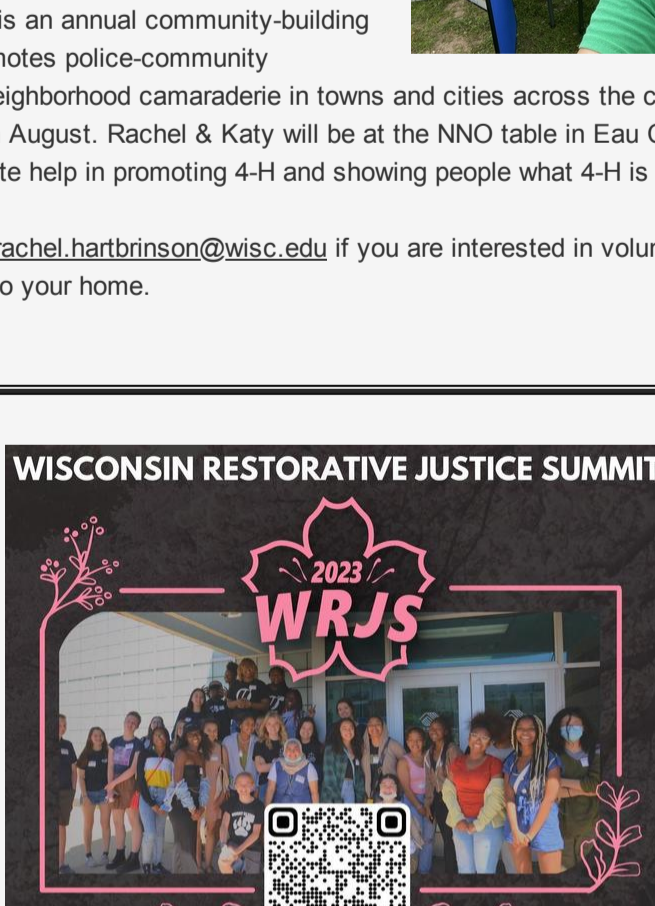 is an annual community-building
notes police-community
eighborhood camaraderie in towns and cities across the c
August. Rachel & Katy will be at the NNO table in Eau C
te help in promoting 4-H and showing people what 4-H is
rachel.hartbrinson@wisc.edu if you are interested in volun
o your home.
WISCONSIN RESTORATIVE JUSTICE SUMMIT
2023
WRJS